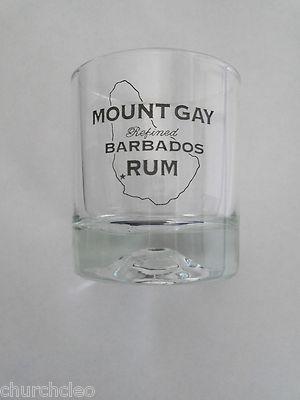 MOUNT GAY
Refined
BARBADOS
RUM
churchcleo